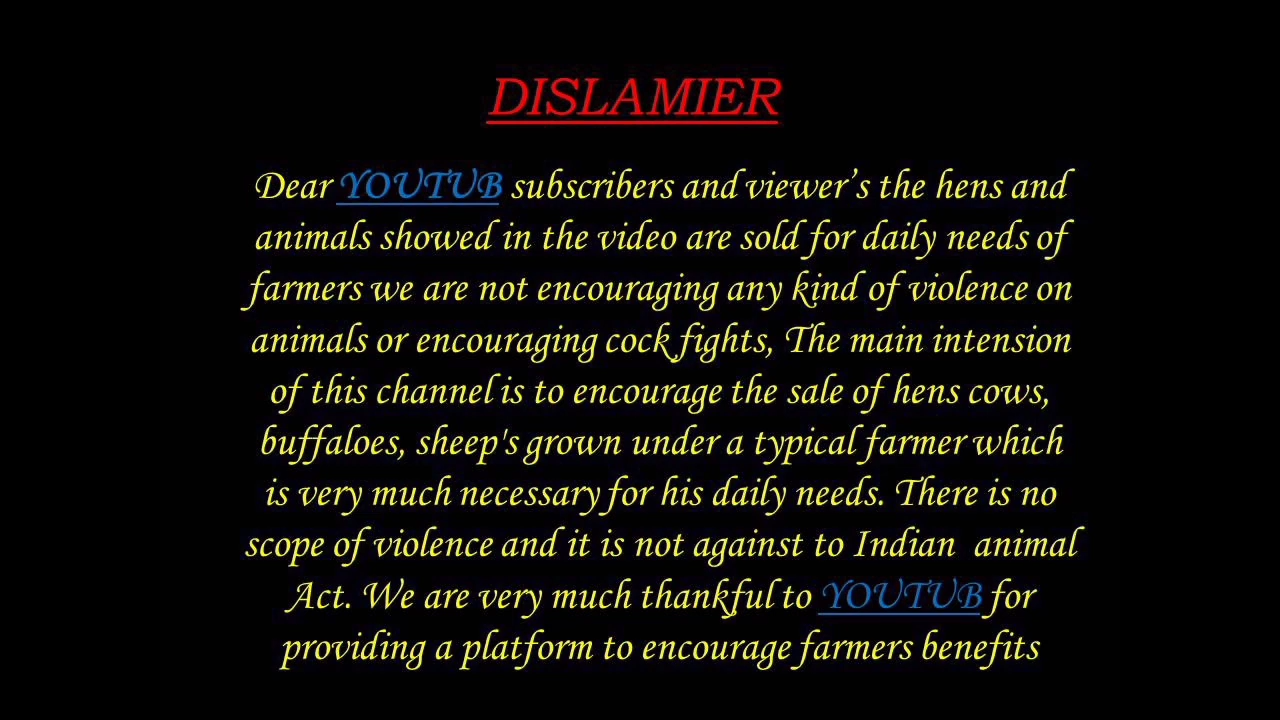 DISLAMIER
Dear YOUTUB subscribers and viewer’s the hens and
animals showed in the video are sold for daily needs of
farmers we are not encouraging any kind of violence on
animals or encouraging cock fights, The main intension
of this channel is to encourage the sale of hens cows,
buffaloes, sheep's grown under a typical farmer which
is very much necessary for his daily needs. There is no
scope of violence and it is not against to Indian  animal
Act. We are very much thankful to YOUTUB for
providing a platform to encourage farmers benefits